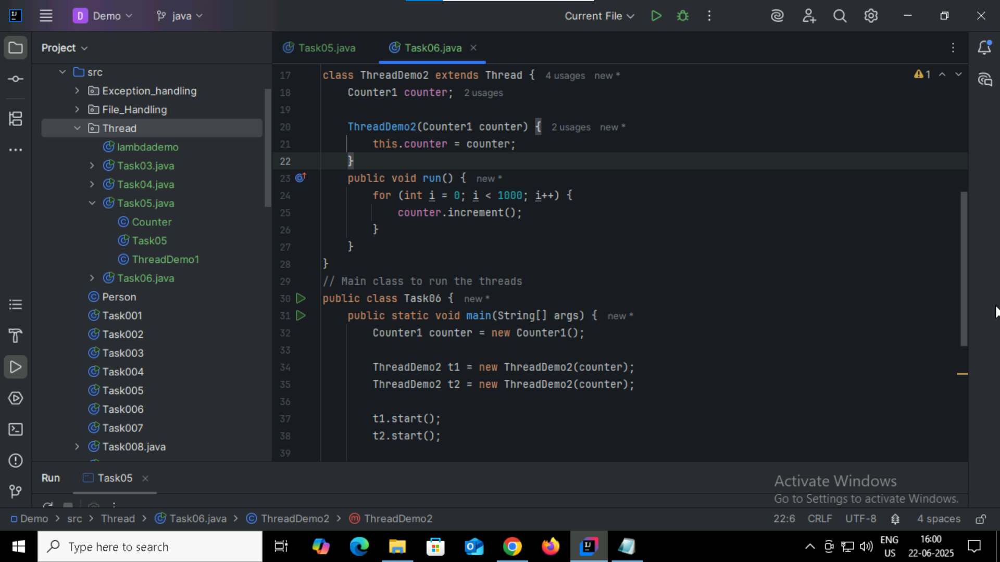 D Demo java Current File
Project
Task05.java Task06.java
src
Exception_handling
File_Handling
Thread
lambdademo
Task03.java
Task04.java
Task05.java
Counter
Task05
ThreadDemo1
Task06.java
Person
Task001
Task002
Task003
Task004
Task005
Task006
Task007
Task008.java
17 class ThreadDemo2 extends Thread { 4 usages new *
18 Counter1 counter; 2 usages
19
20 ThreadDemo2(Counter1 counter) { 2 usages new *
21 this.counter = counter;
22 }
23 public void run() { new *
24 for (int i = 0; i < 1000; i++) {
25 counter.increment();
26 }
27 }
28 }
29 // Main class to run the threads
30 public class Task06 { new *
31 public static void main(String[] args) { new *
32 Counter1 counter = new Counter1();
33
34 ThreadDemo2 t1 = new ThreadDemo2(counter);
35 ThreadDemo2 t2 = new ThreadDemo2(counter);
36
37 t1.start();
38 t2.start();
39
1
Run Task05
Activate Windows
Go to Settings to activate Windows.
Demo > src > Thread > Task06.java > ThreadDemo2 > ThreadDemo2
22:6 CRLF UTF-8 4 spaces
Type here to search
ENG
US
16:00
22-06-2025